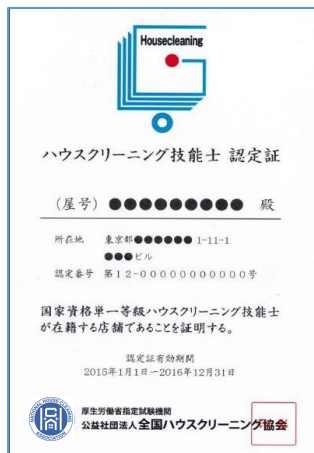 Housecleaning
ハウスクリーニング技能士 認定証
(屋号) ●●●●●●●●● 殿
所在地 東京都●●●●●● 1-11-1
●●●ビル
認定番号 第12-00000000000号
国家資格単一等級ハウスクリーニング技能士
が在籍する店舗であることを証明する。
認定証有効期間
2015年1月1日〜2016年12月31日
NATIONAL HOUSE CLEANING
ASSOCIATION
厚生労働省指定試験機関
公益社団法人 全国ハウスクリーニング協会